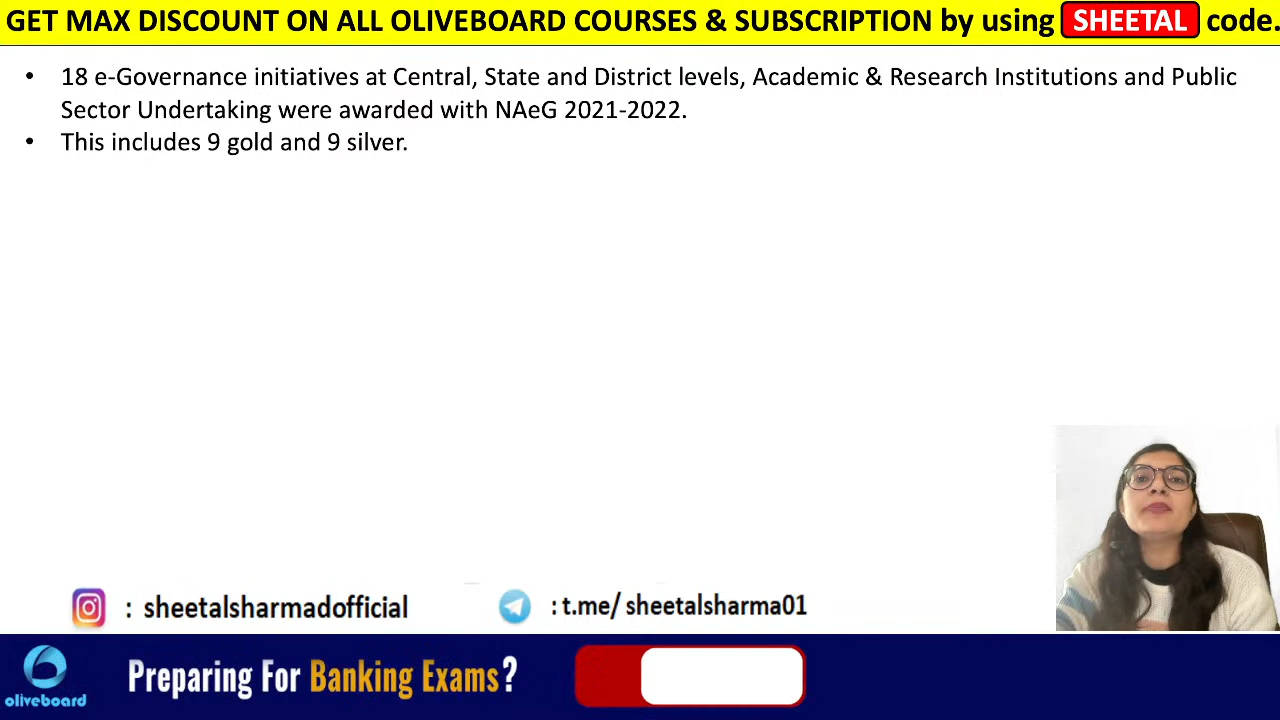 GET MAX DISCOUNT ON ALL OLIVEBOARD COURSES & SUBSCRIPTION by using SHEETAL code.
• 18 e-Governance initiatives at Central, State and District levels, Academic & Research Institutions and Public
Sector Undertaking were awarded with NAeG 2021-2022.
• This includes 9 gold and 9 silver.
: sheetalsharmadofficial : t.me/ sheetalsharma01
Preparing For Banking Exams?
oliveboard